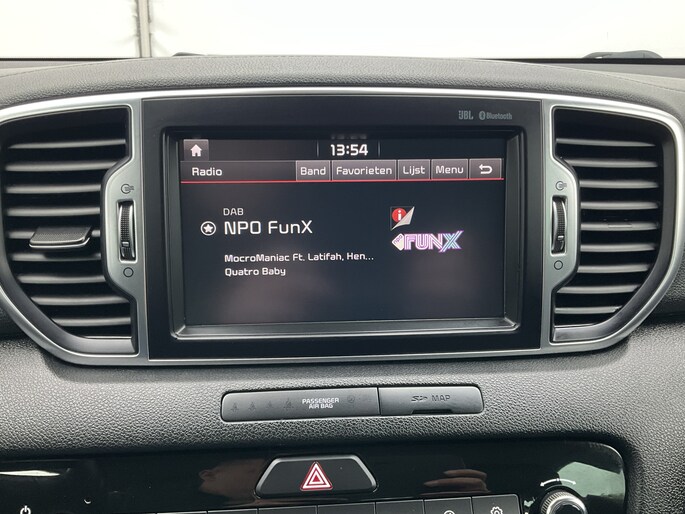 JBL Bluetooth
13:54
Radio Band Favorieten Lijst Menu
DAB
NPO FunX
FUNX
MocroManiac Ft. Latifah, Hen...
Quatro Baby
PASSENGER
AIR BAG
MAP